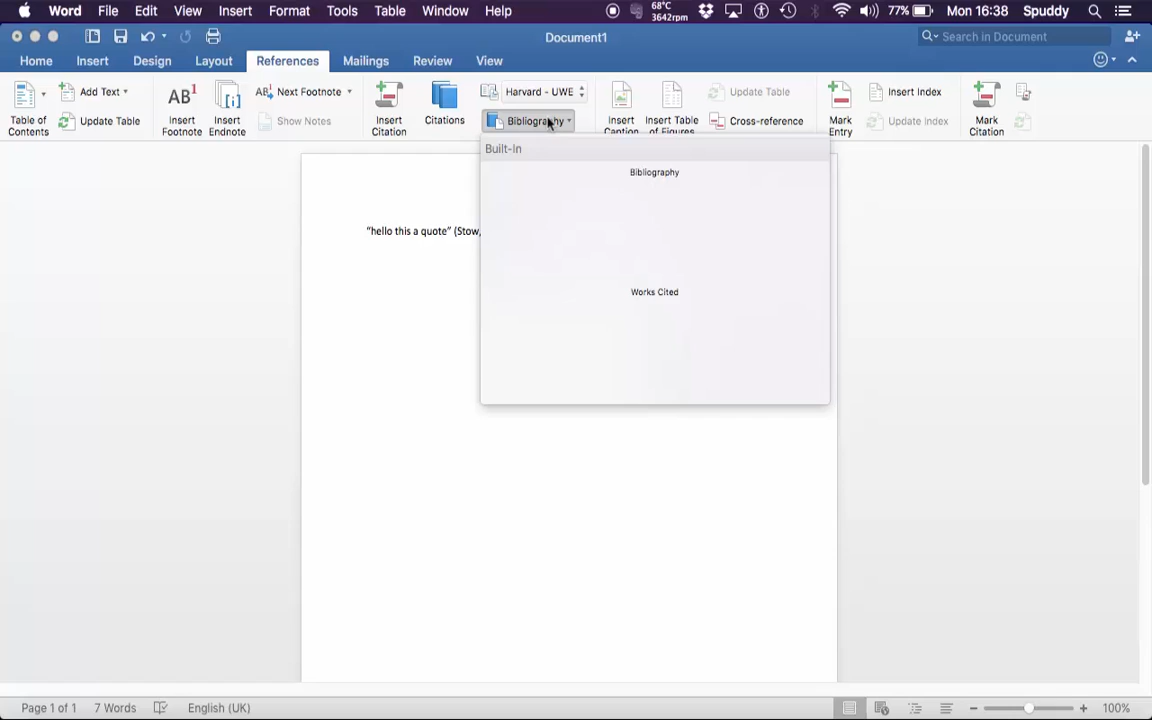 Word File Edit View Insert Format Tools Table Window Help 68°C 3642rpm 77% Mon 16:38 Spuddy
Document1 Search in Document
Home Insert Design Layout References Mailings Review View
Table of Contents
Add Text
Update Table
AB1
Insert Footnote
[i]
Insert Endnote
AB1 Next Footnote
Show Notes
Insert Citation
Citations
Harvard - UWE
Bibliography
Insert Caption
Insert Table of Figures
Update Table
Cross-reference
Mark Entry
Insert Index
Update Index
Mark Citation
Built-In
Bibliography
Works Cited
“hello this a quote” (Stow,
Page 1 of 1 7 Words English (UK) 100%